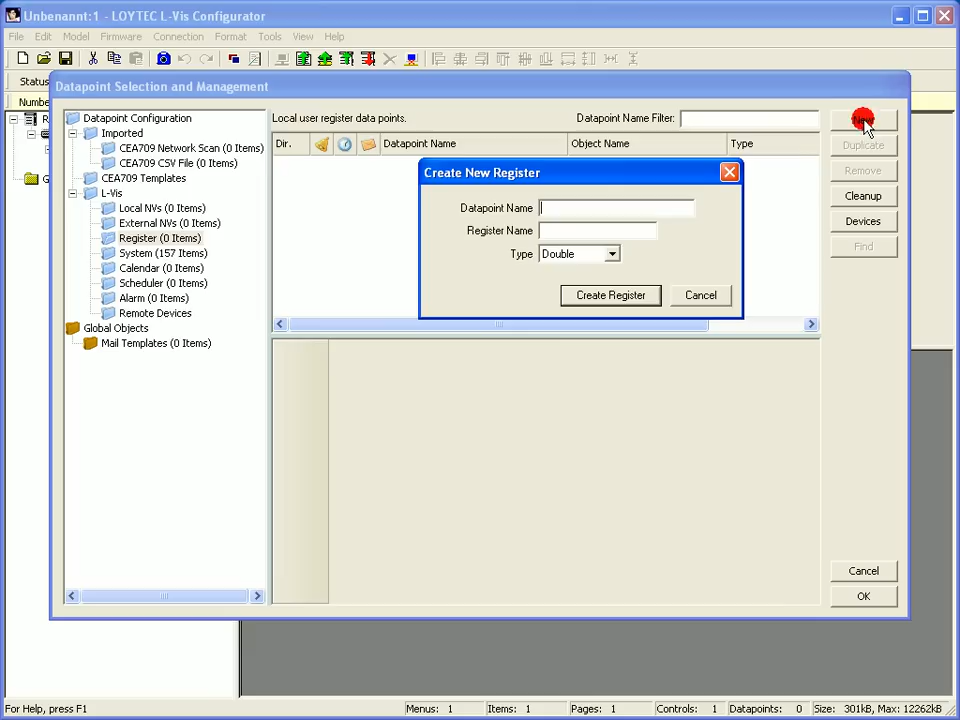 Unbenannt:1 - LOYTEC L-Vis Configurator
File Edit Model Firmware Connection Format Tools View Help
Datapoint Selection and Management
Datapoint Configuration
Imported
CEA709 Network Scan (0 Items)
CEA709 CSV File (0 Items)
CEA709 Templates
L-Vis
Local NVs (0 Items)
External NVs (0 Items)
Register (0 Items)
System (157 Items)
Calendar (0 Items)
Scheduler (0 Items)
Alarm (0 Items)
Remote Devices
Global Objects
Mail Templates (0 Items)
Local user register data points.
Datapoint Name Filter:
Dir. Datapoint Name Object Name Type
Create New Register
Datapoint Name
Register Name
Type Double
Create Register Cancel
New
Duplicate
Remove
Cleanup
Devices
Find
Cancel
OK
For Help, press F1
Menus: 1 Items: 1 Pages: 1 Controls: 1 Datapoints: 0 Size: 301kB, Max: 12262kB